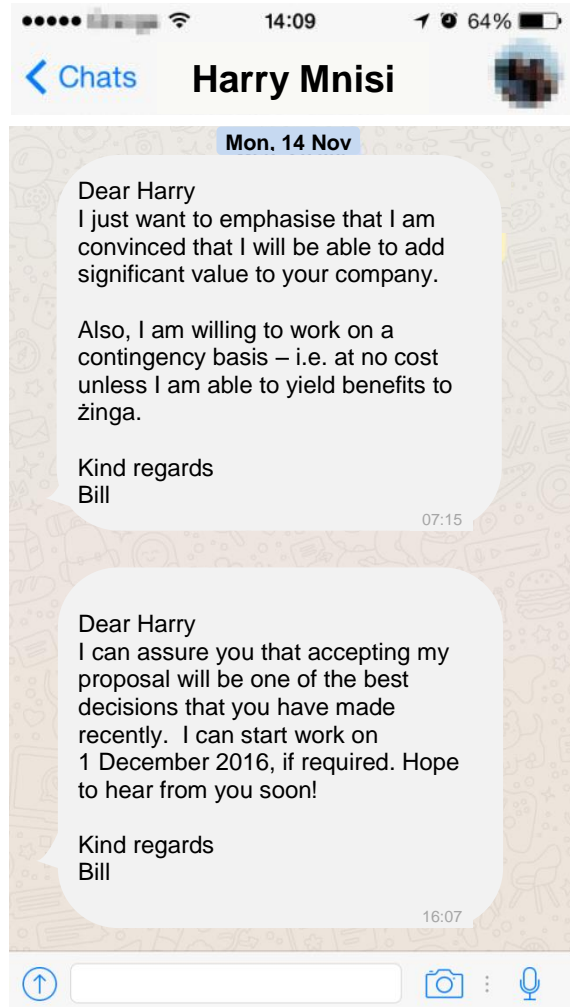 14:09
64%
Chats
Harry Mnisi
Mon, 14 Nov
Dear Harry
I just want to emphasise that I am
convinced that I will be able to add
significant value to your company.
Also, I am willing to work on a
contingency basis – i.e. at no cost
unless I am able to yield benefits to
żinga.
Kind regards
Bill
07:15
Dear Harry
I can assure you that accepting my
proposal will be one of the best
decisions that you have made
recently.  I can start work on
1 December 2016, if required. Hope
to hear from you soon!
Kind regards
Bill
16:07